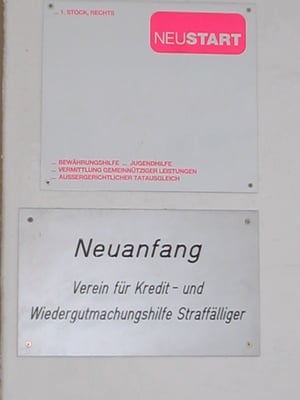 ... 1. STOCK, RECHTS
NEUSTART
... BEWÄHRUNGSHILFE ... JUGENDHILFE
... VERMITTLUNG GEMEINNÜTZIGER LEISTUNGEN
... AUSSERGERICHTLICHER TATAUSGLEICH
Neuanfang
Verein für Kredit- und
Wiedergutmachungshilfe Straffälliger